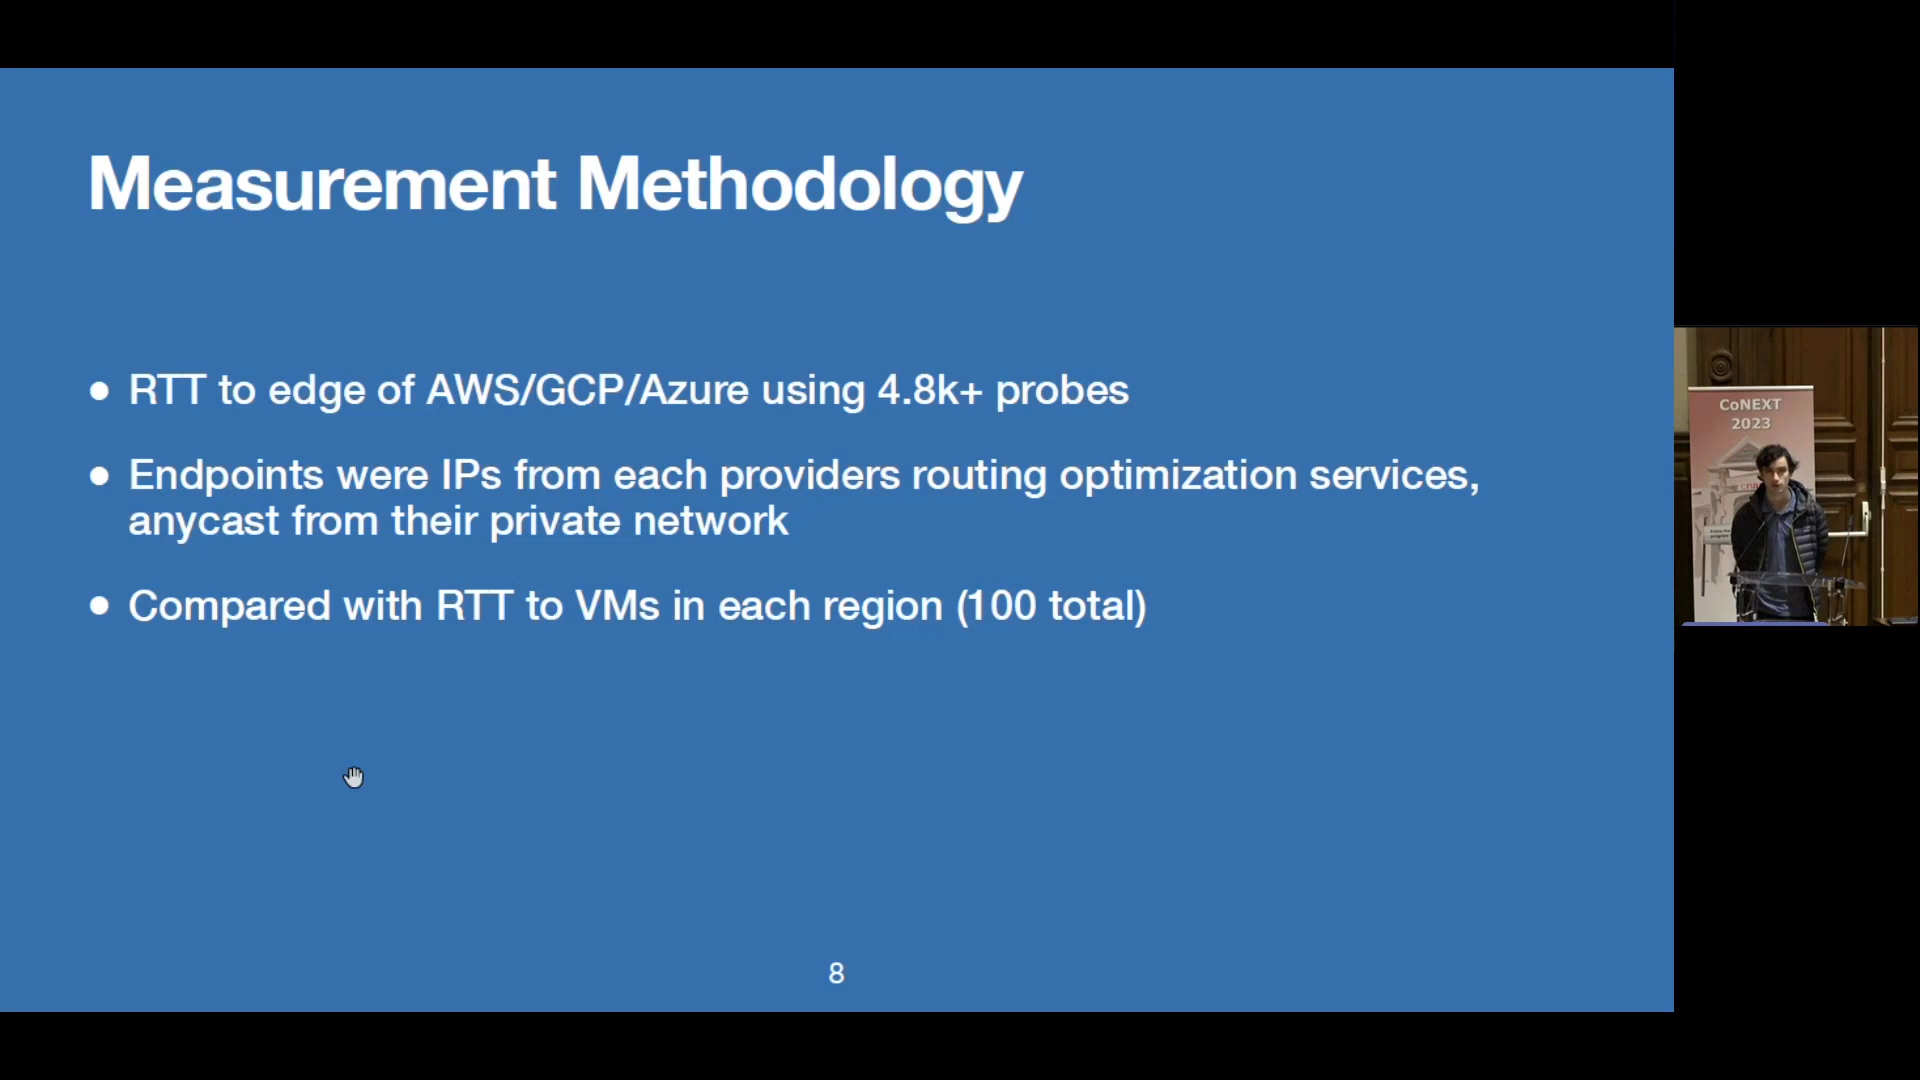 Measurement Methodology
● RTT to edge of AWS/GCP/Azure using 4.8k+ probes
● Endpoints were IPs from each providers routing optimization services,
anycast from their private network
● Compared with RTT to VMs in each region (100 total)
8
CoNEXT
2023